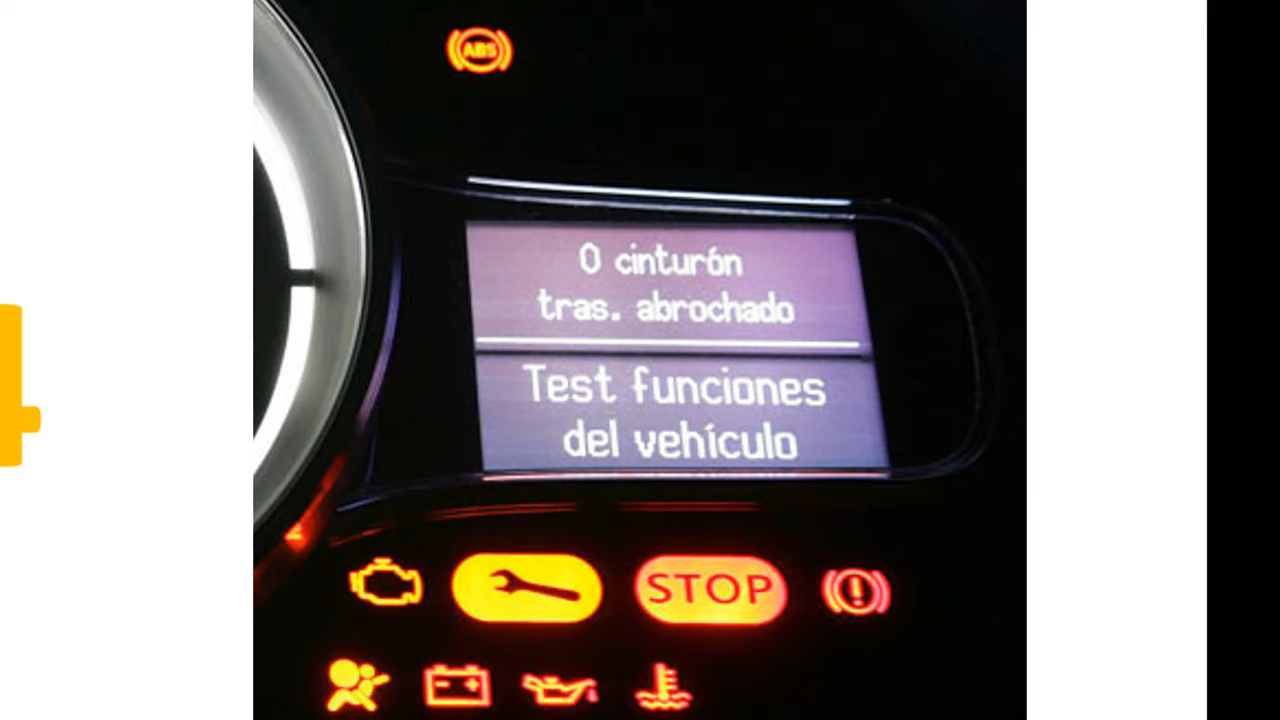 ABS
0 cinturón
tras. abrochado
Test funciones
del vehículo
STOP